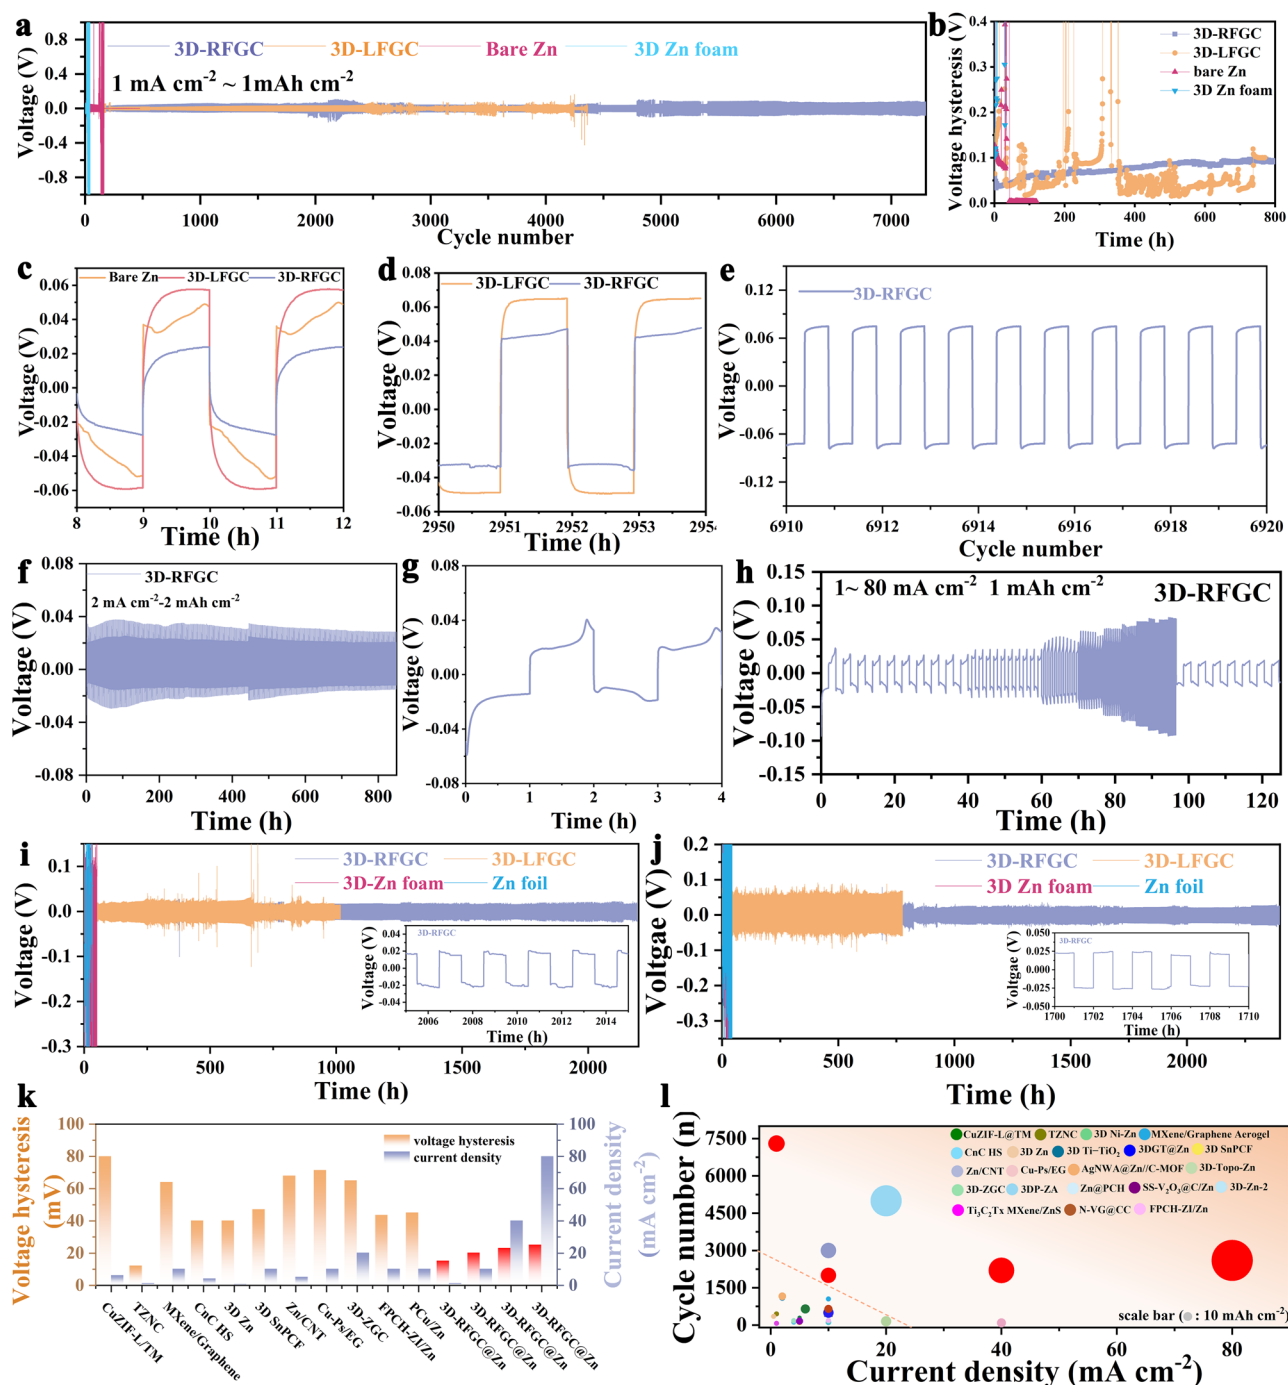 a
3D-RFGC 3D-LFGC Bare Zn 3D Zn foam
1 mA cm-2 ~ 1mAh cm-2
Voltage (V)
0.8
0.4
0.0
-0.4
-0.8
0 1000 2000 3000 4000 5000 6000 7000
Cycle number
b
3D-RFGC
3D-LFGC
bare Zn
3D Zn foam
Voltage hysteresis (V)
0.4
0.3
0.2
0.1
0.0
0 200 400 600 800
Time (h)
c
Bare Zn 3D-LFGC 3D-RFGC
Voltage (V)
0.06
0.04
0.02
0.00
-0.02
-0.04
-0.06
8 9 10 11 12
Time (h)
d
3D-LFGC 3D-RFGC
Voltage (V)
0.08
0.06
0.04
0.02
0.00
-0.02
-0.04
-0.06
2950 2951 2952 2953 2954
Time (h)
e
3D-RFGC
Voltage (V)
0.12
0.06
0.00
-0.06
-0.12
6910 6912 6914 6916 6918 6920
Cycle number
f
3D-RFGC
2 mA cm-2-2 mAh cm-2
Voltage (V)
0.08
0.04
0.00
-0.04
-0.08
0 200 400 600 800
Time (h)
g
Voltage (V)
0.08
0.04
0.00
-0.04
-0.08
0 1 2 3 4
Time (h)
h
1~ 80 mA cm-2 1 mAh cm-2
3D-RFGC
Voltage (V)
0.15
0.10
0.05
0.00
-0.05
-0.10
-0.15
0 20 40 60 80 100 120
Time (h)
i
3D-RFGC 3D-LFGC
3D-Zn foam Zn foil
Voltage (V)
0.1
0.0
-0.1
-0.2
-0.3
3D-RFGC
Voltage (V)
0.04
0.02
0.00
-0.02
-0.04
2006 2008 2010 2012 2014
Time (h)
0 500 1000 1500 2000
Time (h)
j
3D-RFGC 3D-LFGC
3D Zn foam Zn foil
Voltgae (V)
0.2
0.1
0.0
-0.1
-0.2
-0.3
3D-RFGC
Voltgae (V)
0.050
0.025
0.000
-0.025
-0.050
1700 1702 1704 1706 1708 1710
Time (h)
0 500 1000 1500 2000
Time (h)
k
voltage hysteresis
current density
Voltage hysteresis
(mV)
100
80
60
40
20
0
100
80
60
40
20
0
Current density
(mA cm-2)
CuZIF-L/TM
TZNC
MXene/Graphene
CnC HS
3D Zn
3D SnPCF
Zn/CNT
Cu-Ps/EG
3D-ZGC
FPCH-ZI/Zn
PCu/Zn
3D-RFGC@Zn
3D-RFGC@Zn
3D-RFGC@Zn
3D-RFGC@Zn
l
CuZIF-L@TM TZNC 3D Ni-Zn MXene/Graphene Aerogel
CnC HS 3D Zn 3D Ti-TiO2 3DGT@Zn 3D SnPCF
Zn/CNT Cu-Ps/EG AgNWA@Zn//C-MOF 3D-Topo-Zn
3D-ZGC 3DP-ZA Zn@PCH SS-V2O3@C/Zn 3D-Zn-2
Ti3C2Tx MXene/ZnS N-VG@CC FPCH-ZI/Zn
Cycle number (n)
7500
6000
4500
3000
1500
0
scale bar ( : 10 mAh cm-2)
0 20 40 60 80
Current density (mA cm-2)